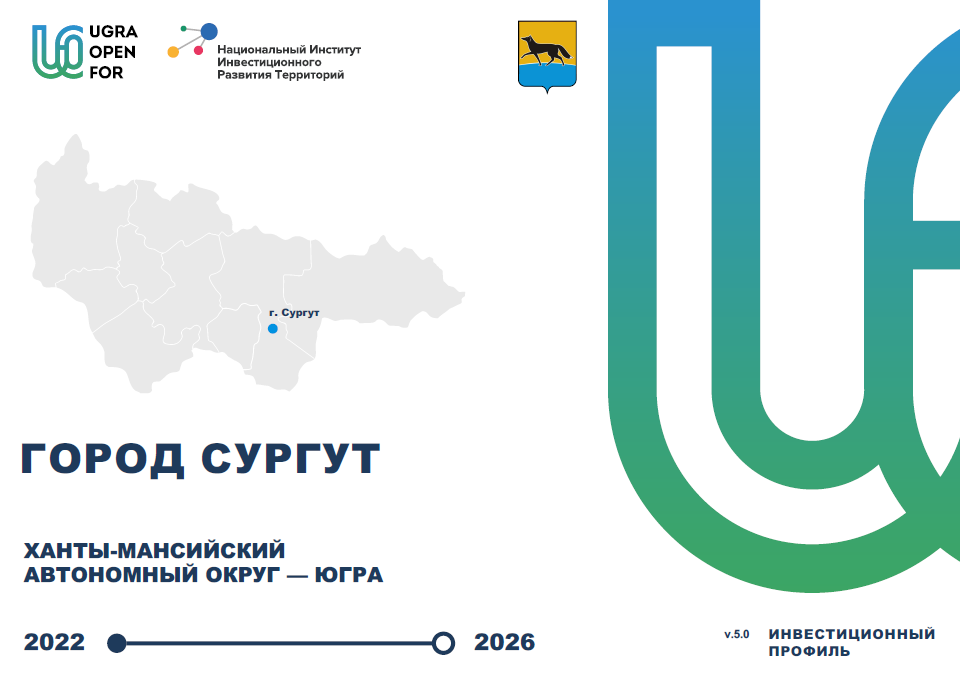 UGRA
OPEN
FOR
Национальный Институт
Инвестиционного
Развития Территорий
г. Сургут
ГОРОД СУРГУТ
ХАНТЫ-МАНСИЙСКИЙ
АВТОНОМНЫЙ ОКРУГ — ЮГРА
2022
2026
v.5.0
ИНВЕСТИЦИОННЫЙ
ПРОФИЛЬ